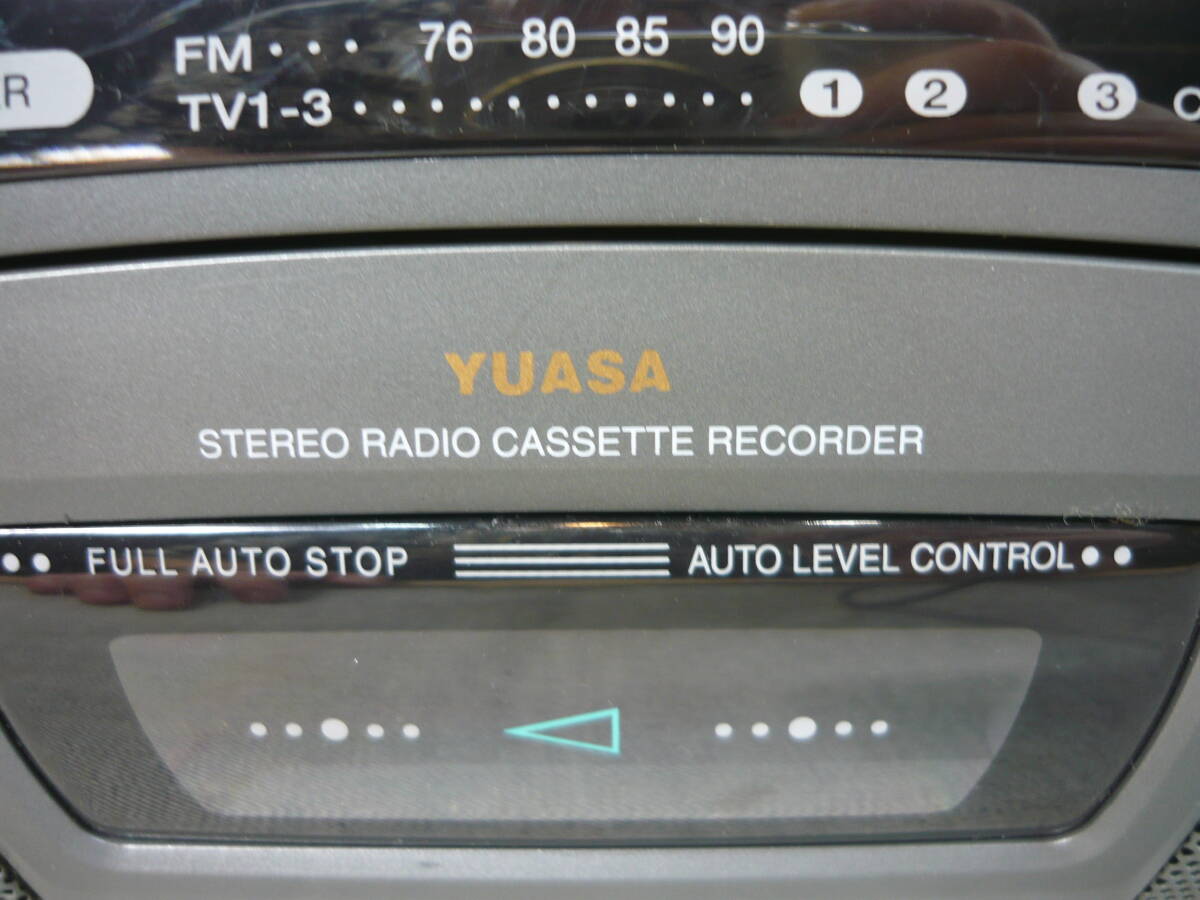 FM 76 80 85 90
TV1-3 1 2 3
YUASA
STEREO RADIO CASSETTE RECORDER
FULL AUTO STOP AUTO LEVEL CONTROL